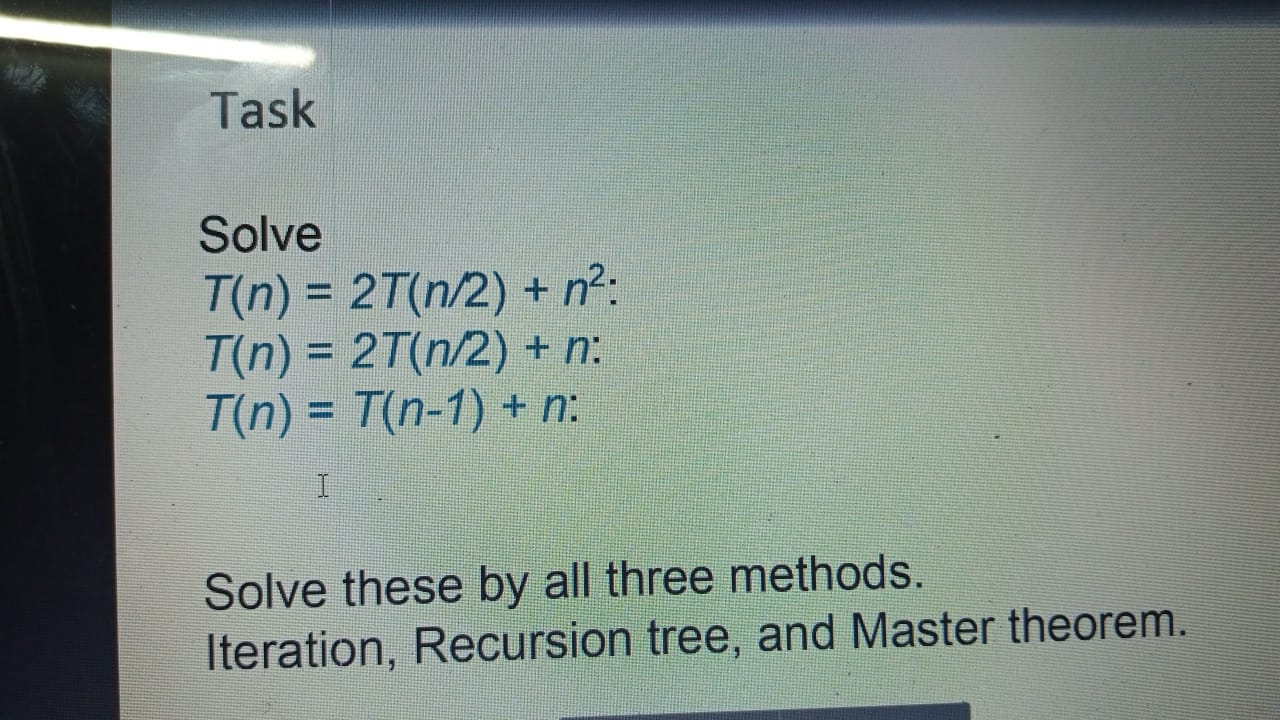 Task
Solve
T(n) = 2T(n/2) + n²:
T(n) = 2T(n/2) + n:
T(n) = T(n-1) + n:
Solve these by all three methods.
Iteration, Recursion tree, and Master theorem.